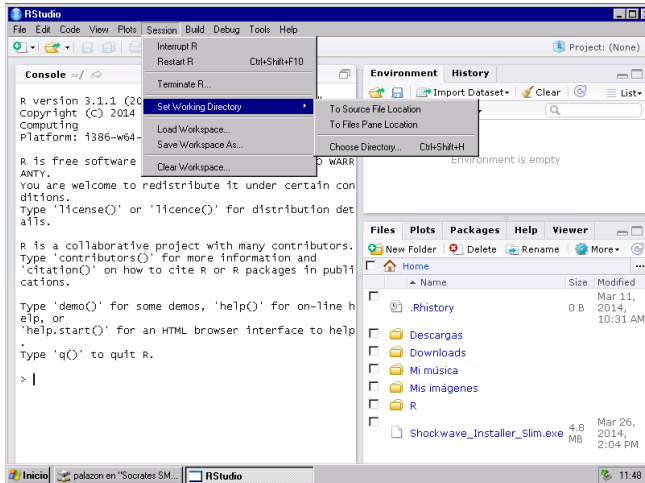 RStudio
File Edit Code View Plots Session Build Debug Tools Help
Project: (None)
Interrupt R
Restart R Ctrl+Shift+F10
Terminate R...
Set Working Directory
Load Workspace...
Save Workspace As...
Clear Workspace...
To Source File Location
To Files Pane Location
Choose Directory... Ctrl+Shift+H
Console ~/
R version 3.1.1 (20
Copyright (C) 2014
Computing
Platform: i386-w64-
R is free software
O WARR
ANTY.
You are welcome to redistribute it under certain con
ditions.
Type 'license()' or 'licence()' for distribution det
ails.
R is a collaborative project with many contributors.
Type 'contributors()' for more information and
'citation()' on how to cite R or R packages in publi
cations.
Type 'demo()' for some demos, 'help()' for on-line h
elp, or
'help.start()' for an HTML browser interface to help
.
Type 'q()' to quit R.
>
Environment History
Import Dataset Clear List
Environment is empty
Files Plots Packages Help Viewer
New Folder Delete Rename More
Home ...
Name Size Modified
.Rhistory 0 B Mar 11, 2014, 10:31 AM
Descargas
Downloads
Mi música
Mis imágenes
R
Shockwave_Installer_Slim.exe 4.8 MB Mar 26, 2014, 2:04 PM
Inicio palazon en "Socrates SM... RStudio 11:48